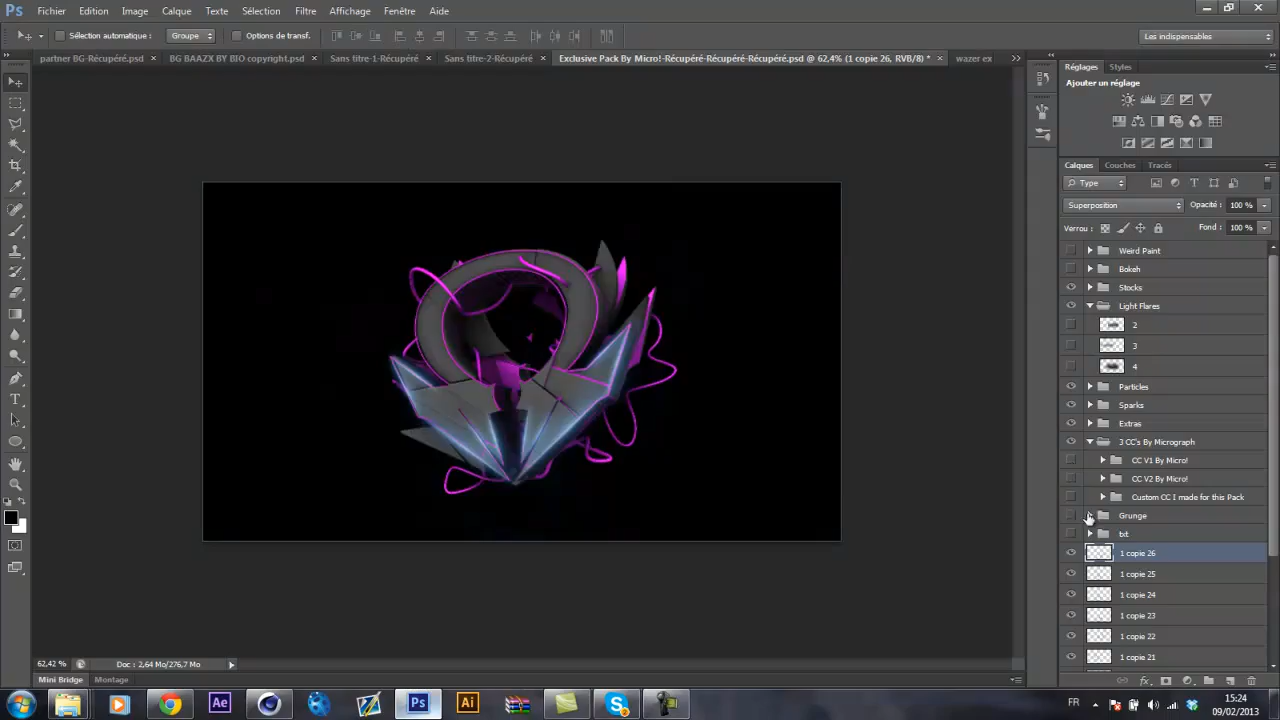 Ps Fichier Edition Image Calque Texte Sélection Filtre Affichage Fenêtre Aide
Sélection automatique : Groupe Options de transf. Les indispensables
partner BG-Récupéré.psd × BG BAAZX BY BIO copyright.psd × Sans titre-1-Récupéré × Sans titre-2-Récupéré × Exclusive Pack By Micro!-Récupéré-Récupéré-Récupéré.psd @ 62,4% (1 copie 26, RVB/8) * × wazer ex
Réglages Styles
Ajouter un réglage
Calques Couches Tracés
Type
Superposition Opacité : 100 %
Verrou : Fond : 100 %
Weird Paint
Bokeh
Stocks
Light Flares
2
3
4
Particles
Sparks
Extras
3 CC's By Micrograph
CC V1 By Micro!
CC V2 By Micro!
Custom CC I made for this Pack
Grunge
txt
1 copie 26
1 copie 25
1 copie 24
1 copie 23
1 copie 22
1 copie 21
62,42 % Doc : 2,64 Mo/276,7 Mo
Mini Bridge Montage
Ae Ps Ai FR 15:24
09/02/2013